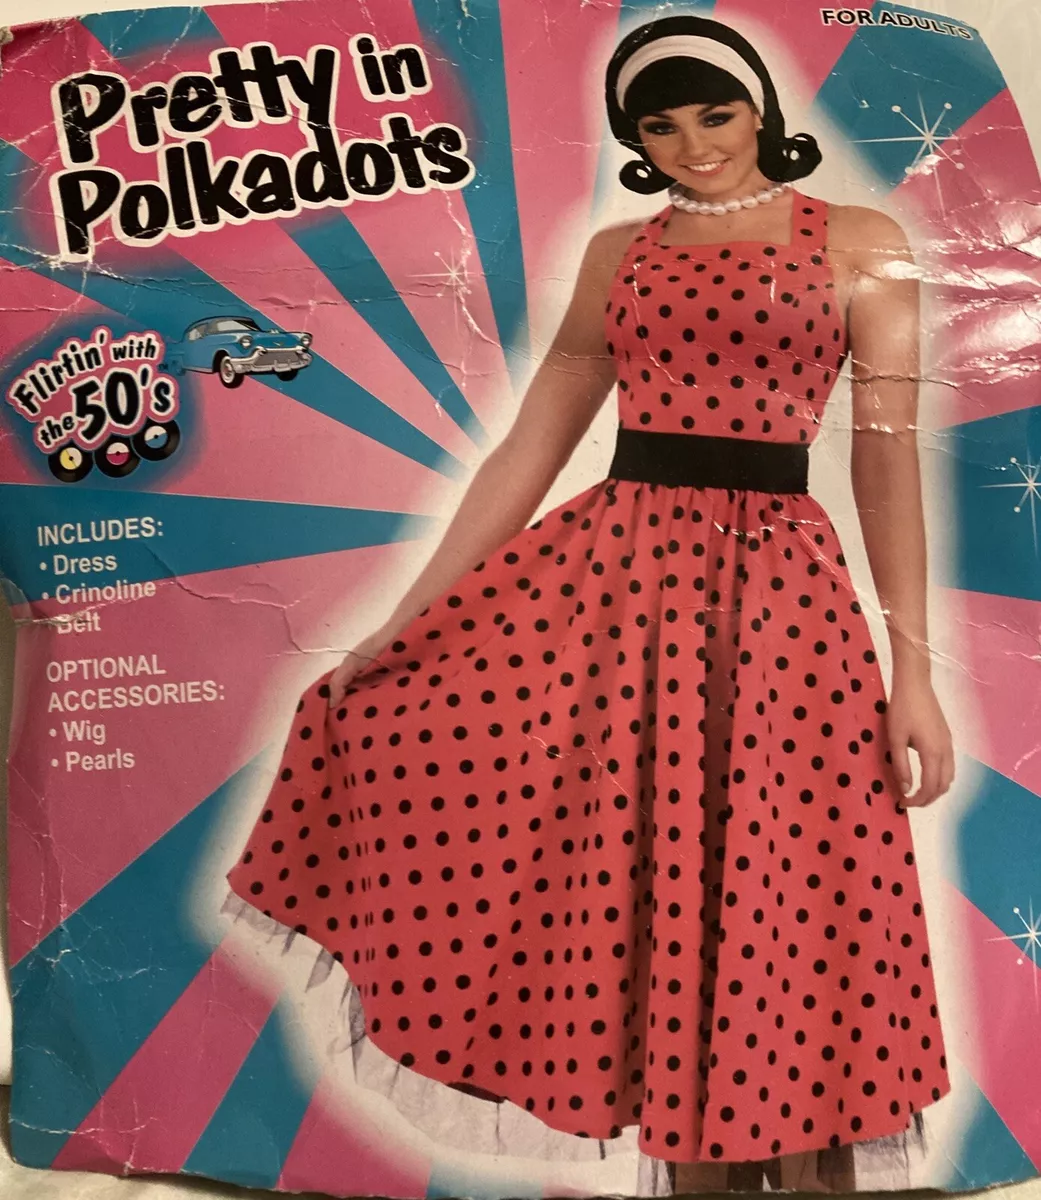 FOR ADULTS
Pretty in
Polkadots
Flirtin' with
the 50's
INCLUDES:
• Dress
• Crinoline
Belt
OPTIONAL
ACCESSORIES:
• Wig
• Pearls